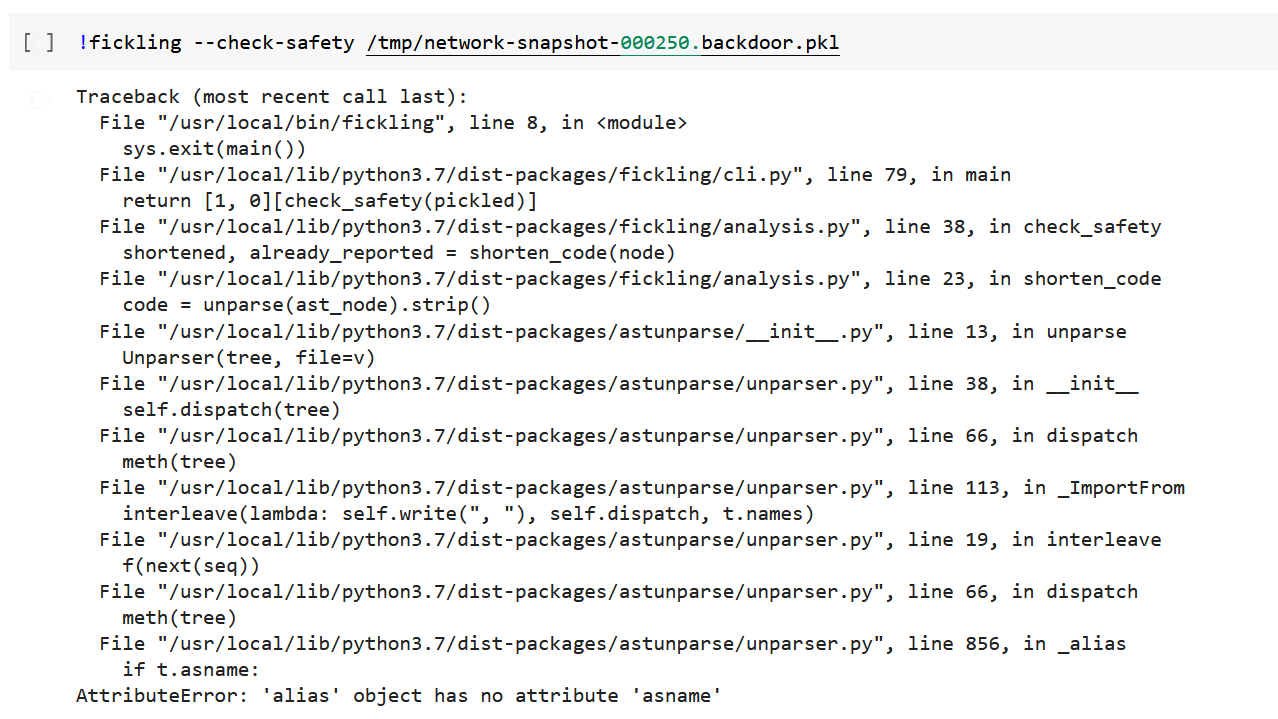 [ ] !fickling --check-safety /tmp/network-snapshot-000250.backdoor.pkl
Traceback (most recent call last):
  File "/usr/local/bin/fickling", line 8, in <module>
    sys.exit(main())
  File "/usr/local/lib/python3.7/dist-packages/fickling/cli.py", line 79, in main
    return [1, 0][check_safety(pickled)]
  File "/usr/local/lib/python3.7/dist-packages/fickling/analysis.py", line 38, in check_safety
    shortened, already_reported = shorten_code(node)
  File "/usr/local/lib/python3.7/dist-packages/fickling/analysis.py", line 23, in shorten_code
    code = unparse(ast_node).strip()
  File "/usr/local/lib/python3.7/dist-packages/astunparse/__init__.py", line 13, in unparse
    Unparser(tree, file=v)
  File "/usr/local/lib/python3.7/dist-packages/astunparse/unparser.py", line 38, in __init__
    self.dispatch(tree)
  File "/usr/local/lib/python3.7/dist-packages/astunparse/unparser.py", line 66, in dispatch
    meth(tree)
  File "/usr/local/lib/python3.7/dist-packages/astunparse/unparser.py", line 113, in _ImportFrom
    interleave(lambda: self.write(", "), self.dispatch, t.names)
  File "/usr/local/lib/python3.7/dist-packages/astunparse/unparser.py", line 19, in interleave
    f(next(seq))
  File "/usr/local/lib/python3.7/dist-packages/astunparse/unparser.py", line 66, in dispatch
    meth(tree)
  File "/usr/local/lib/python3.7/dist-packages/astunparse/unparser.py", line 856, in _alias
    if t.asname:
AttributeError: 'alias' object has no attribute 'asname'